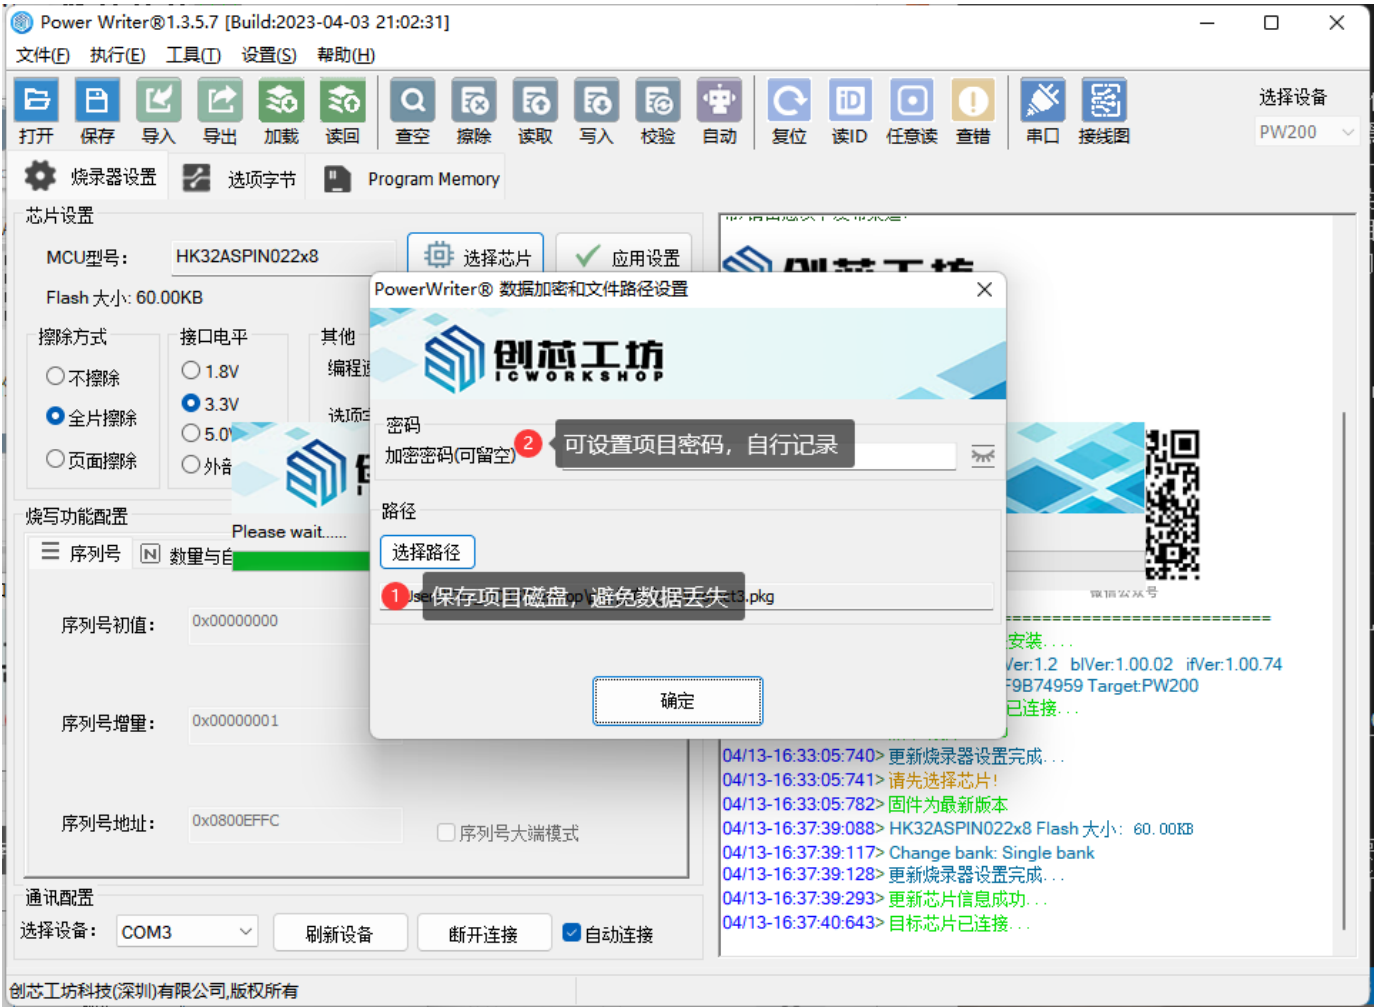 Power Writer®1.3.5.7 [Build:2023-04-03 21:02:31]
文件(F) 执行(E) 工具(T) 设置(S) 帮助(H)
打开 保存 导入 导出 加载 读回 查空 擦除 读取 写入 校验 自动 复位 读ID 任意读 查错 串口 接线图
选择设备
PW200
烧录器设置 选项字节 Program Memory
芯片设置
MCU型号: HK32ASPIN022x8 选择芯片 应用设置
Flash 大小: 60.00KB
擦除方式 接口电平 其他
不擦除 1.8V 编程
全片擦除 3.3V 选项
页面擦除 5.0
外
烧写功能配置
序列号 数量与
Please wait......
序列号初值: 0x00000000
序列号增量: 0x00000001
序列号地址: 0x0800EFFC 序列号大端模式
通讯配置
选择设备: COM3 刷新设备 断开连接 自动连接
创芯工坊科技(深圳)有限公司,版权所有
PowerWriter® 数据加密和文件路径设置
创芯工坊
ICWORKSHOP
密码
加密密码(可留空) 2 可设置项目密码，自行记录
路径
选择路径
1 保存项目磁盘，避免数据丢失 ct3.pkg
确定
创芯工坊
微信公众号
==========================
安装....
Ver:1.2 blVer:1.00.02 ifVer:1.00.74
F9B74959 Target:PW200
已连接...
04/13-16:33:05:740> 更新烧录器设置完成...
04/13-16:33:05:741> 请先选择芯片!
04/13-16:33:05:782> 固件为最新版本
04/13-16:37:39:088> HK32ASPIN022x8 Flash 大小: 60.00KB
04/13-16:37:39:117> Change bank: Single bank
04/13-16:37:39:128> 更新烧录器设置完成...
04/13-16:37:39:293> 更新芯片信息成功...
04/13-16:37:40:643> 目标芯片已连接...